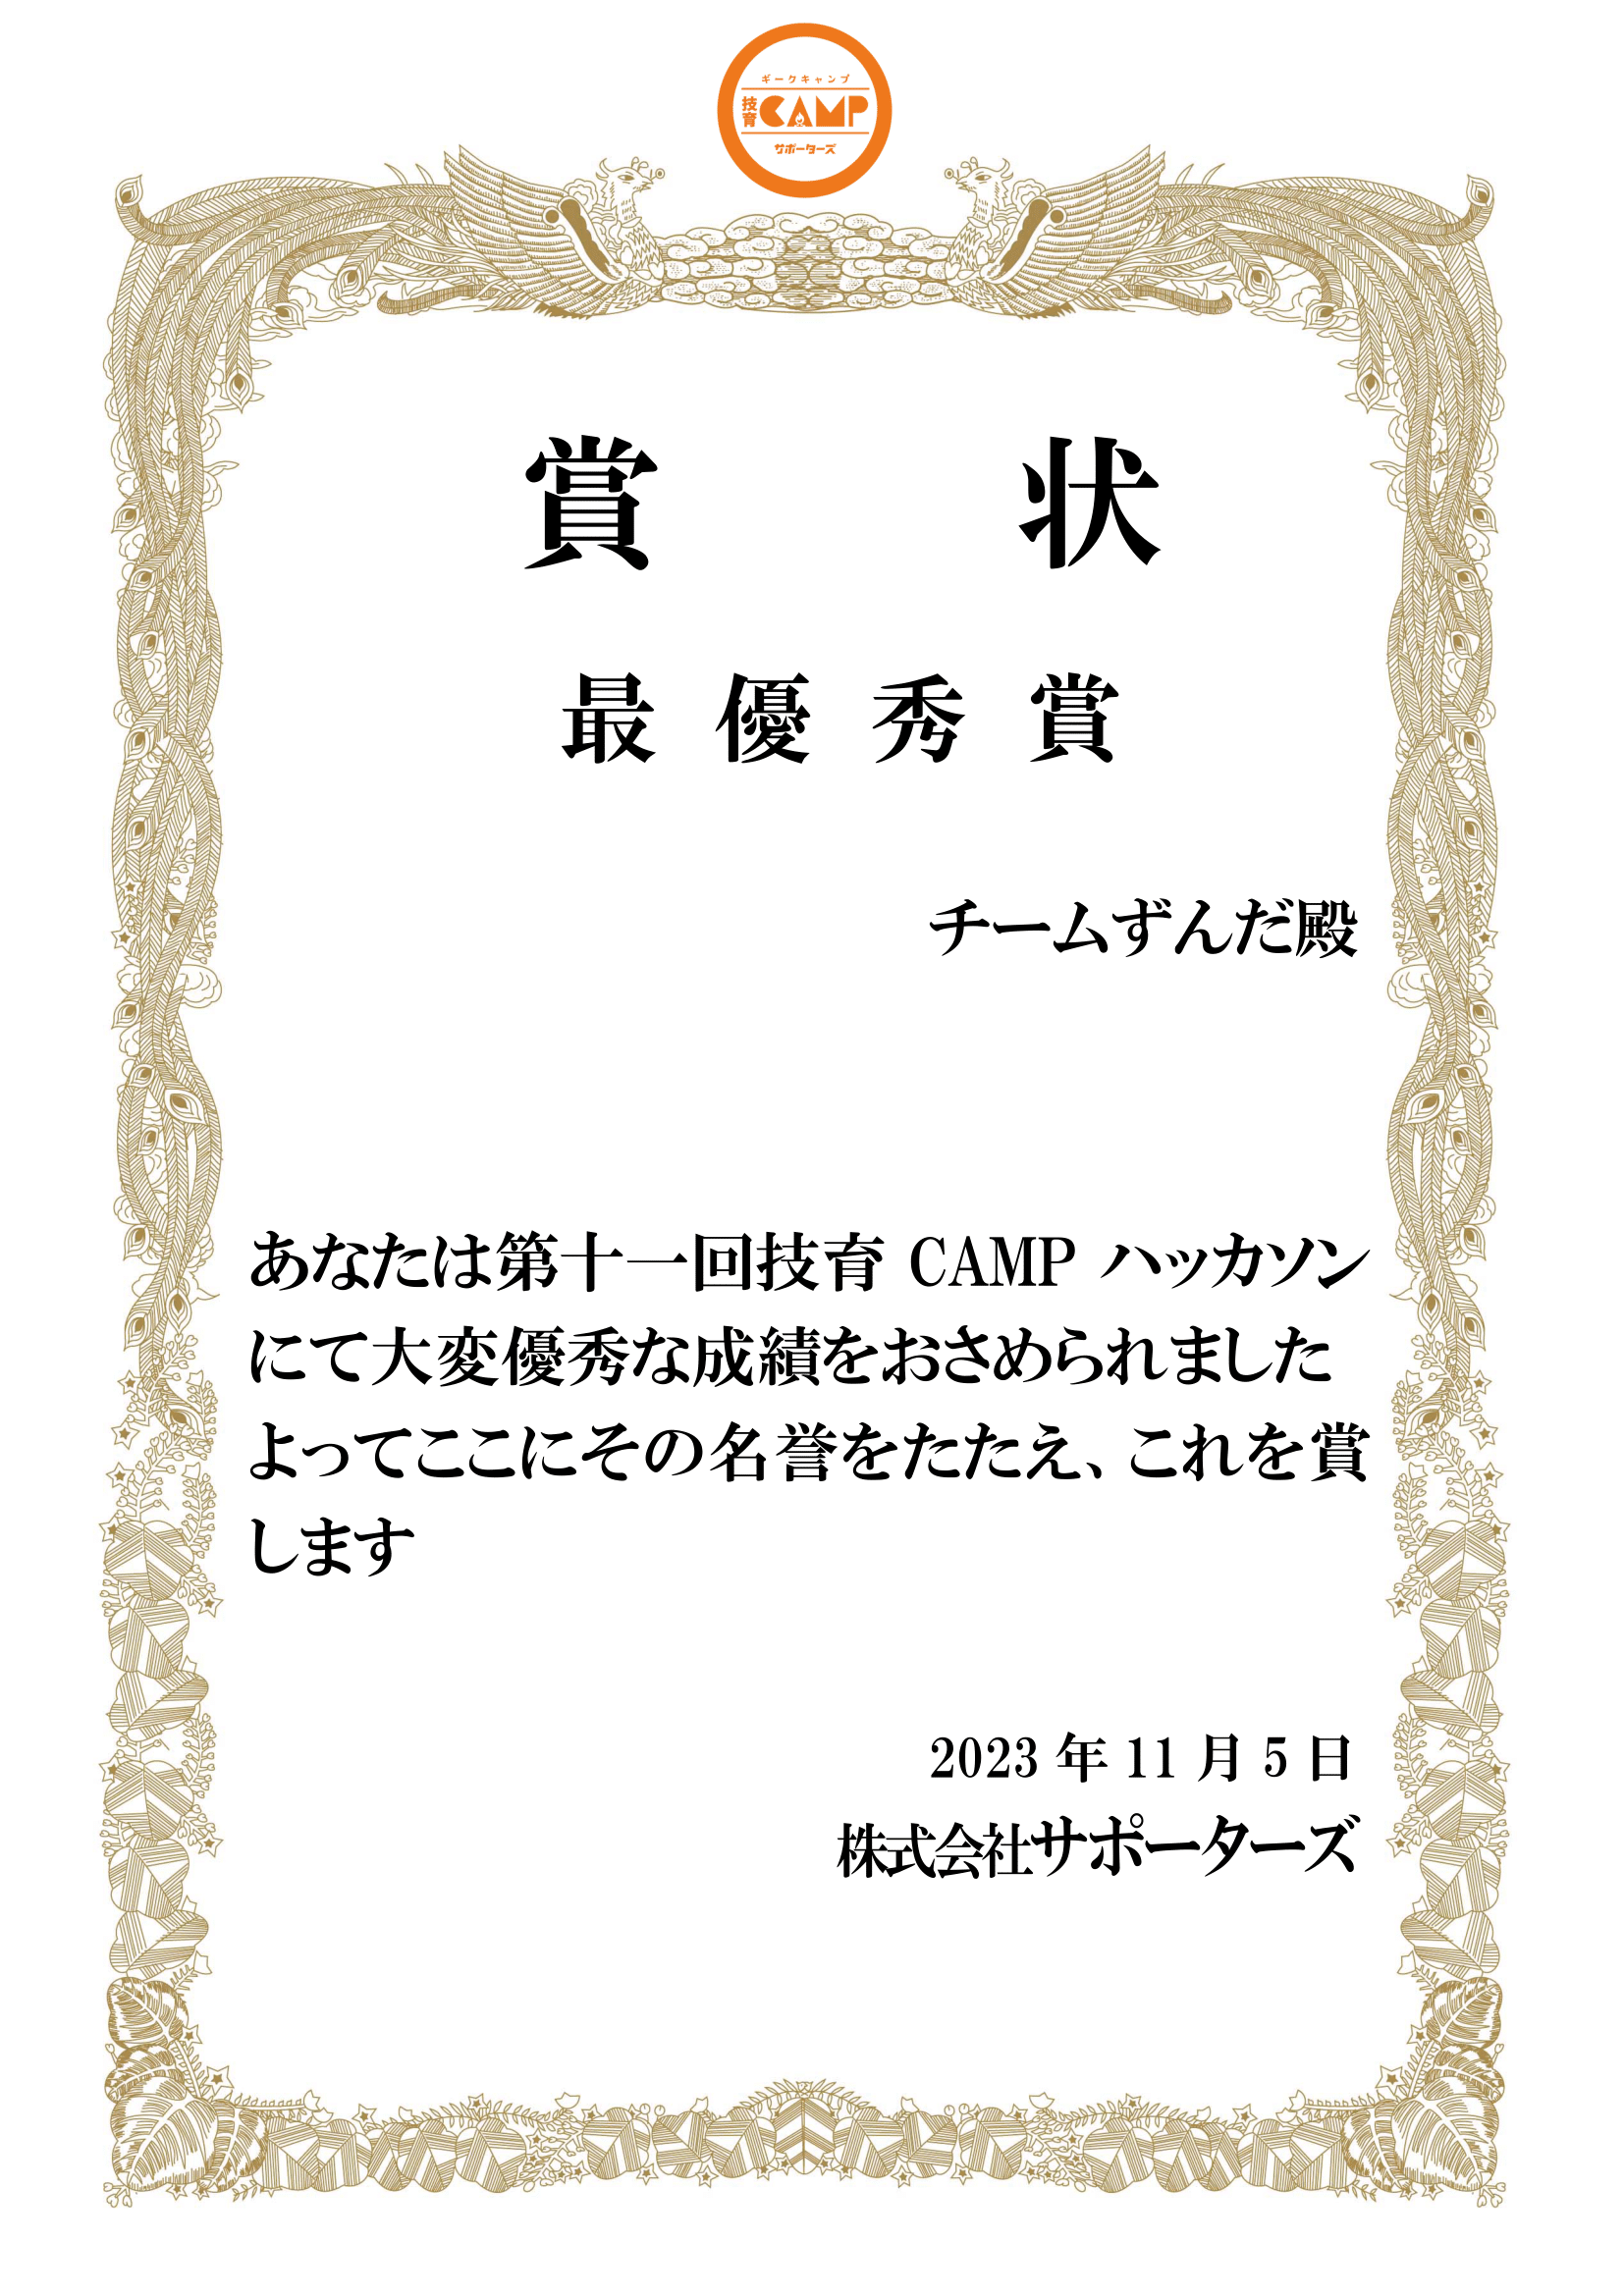 ギークキャンプ
技育CAMP
サポーターズ
賞 状
最優秀賞
チームずんだ殿
あなたは第十一回技育 CAMP ハッカソン
にて大変優秀な成績をおさめられました
よってここにその名誉をたたえ、これを賞
します
2023 年 11 月 5 日
株式会社サポーターズ